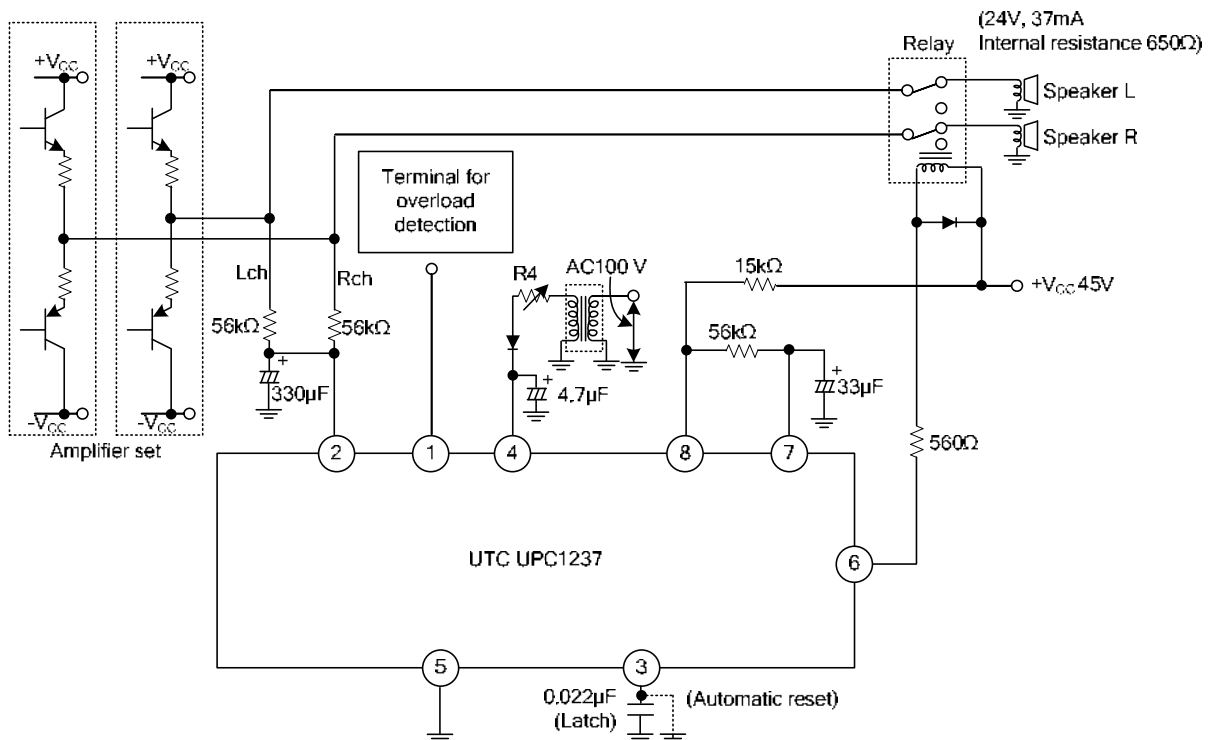 (24V, 37mA
Internal resistance 650Ω)
Relay
+VCC
+VCC
Speaker L
Speaker R
Terminal for
overload
detection
Lch
Rch
R4
AC100 V
15kΩ
+VCC 45V
56kΩ
56kΩ
56kΩ
+
330μF
+
4.7μF
+
33μF
-VCC
-VCC
Amplifier set
560Ω
2
1
4
8
7
UTC UPC1237
6
5
3
0.022μF
(Latch)
(Automatic reset)